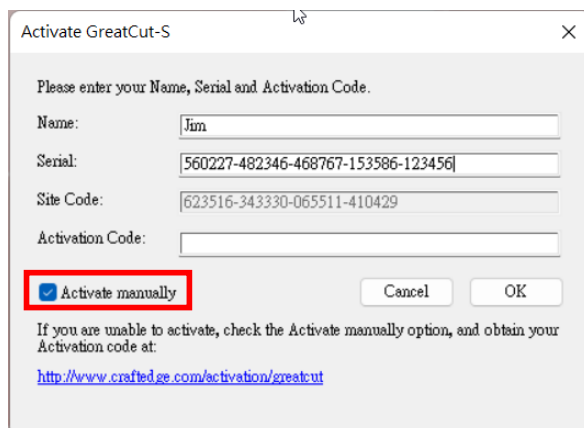 Activate GreatCut-S
Please enter your Name, Serial and Activation Code.
Name: Jim
Serial: 560227-482346-468767-153586-123456
Site Code: 623516-343330-065511-410429
Activation Code:
Activate manually Cancel OK
If you are unable to activate, check the Activate manually option, and obtain your
Activation code at:
http://www.craftedge.com/activation/greatcut